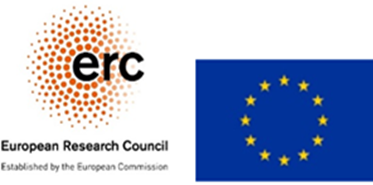 erc
European Research Council
Established by the European Commission